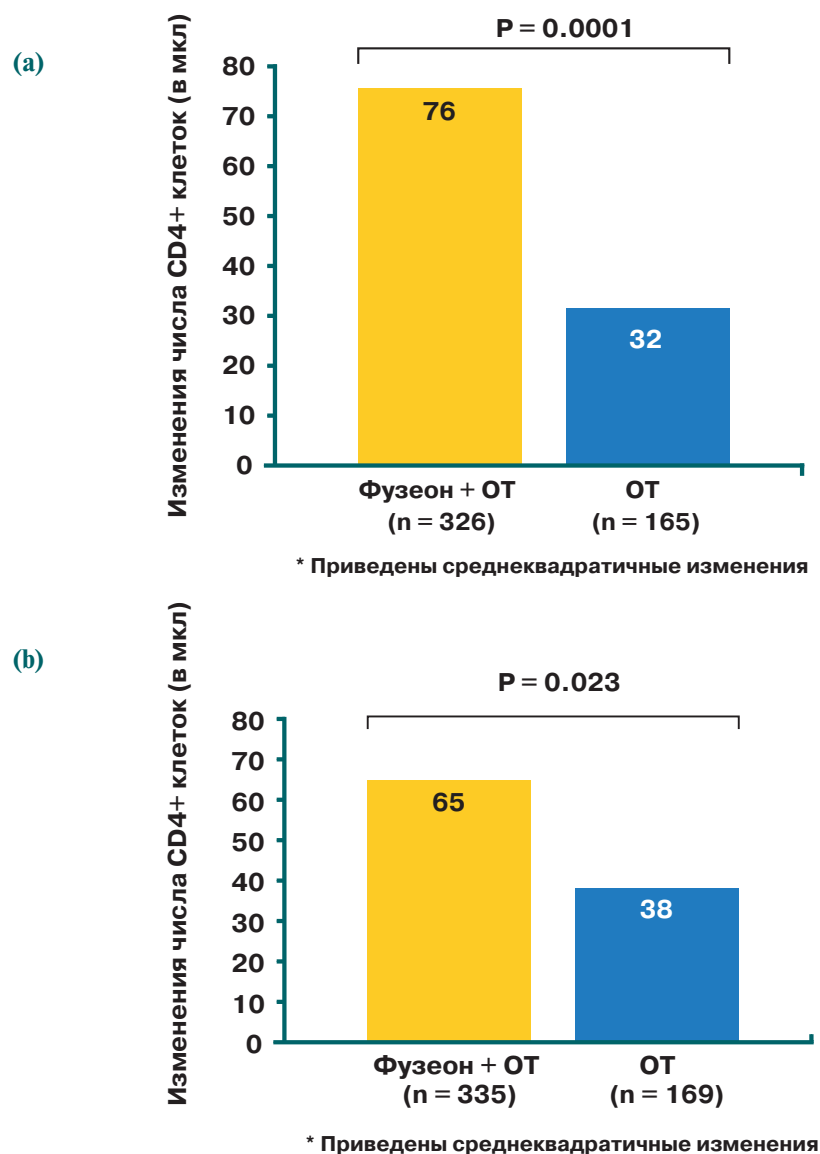 (a)
P = 0.0001
Изменения числа CD4+ клеток (в мкл)
80
70
60
50
40
30
20
10
0
76
32
Фузеон + ОТ
(n = 326)
ОТ
(n = 165)
* Приведены среднеквадратичные изменения
(b)
P = 0.023
Изменения числа CD4+ клеток (в мкл)
80
70
60
50
40
30
20
10
0
65
38
Фузеон + ОТ
(n = 335)
ОТ
(n = 169)
* Приведены среднеквадратичные изменения